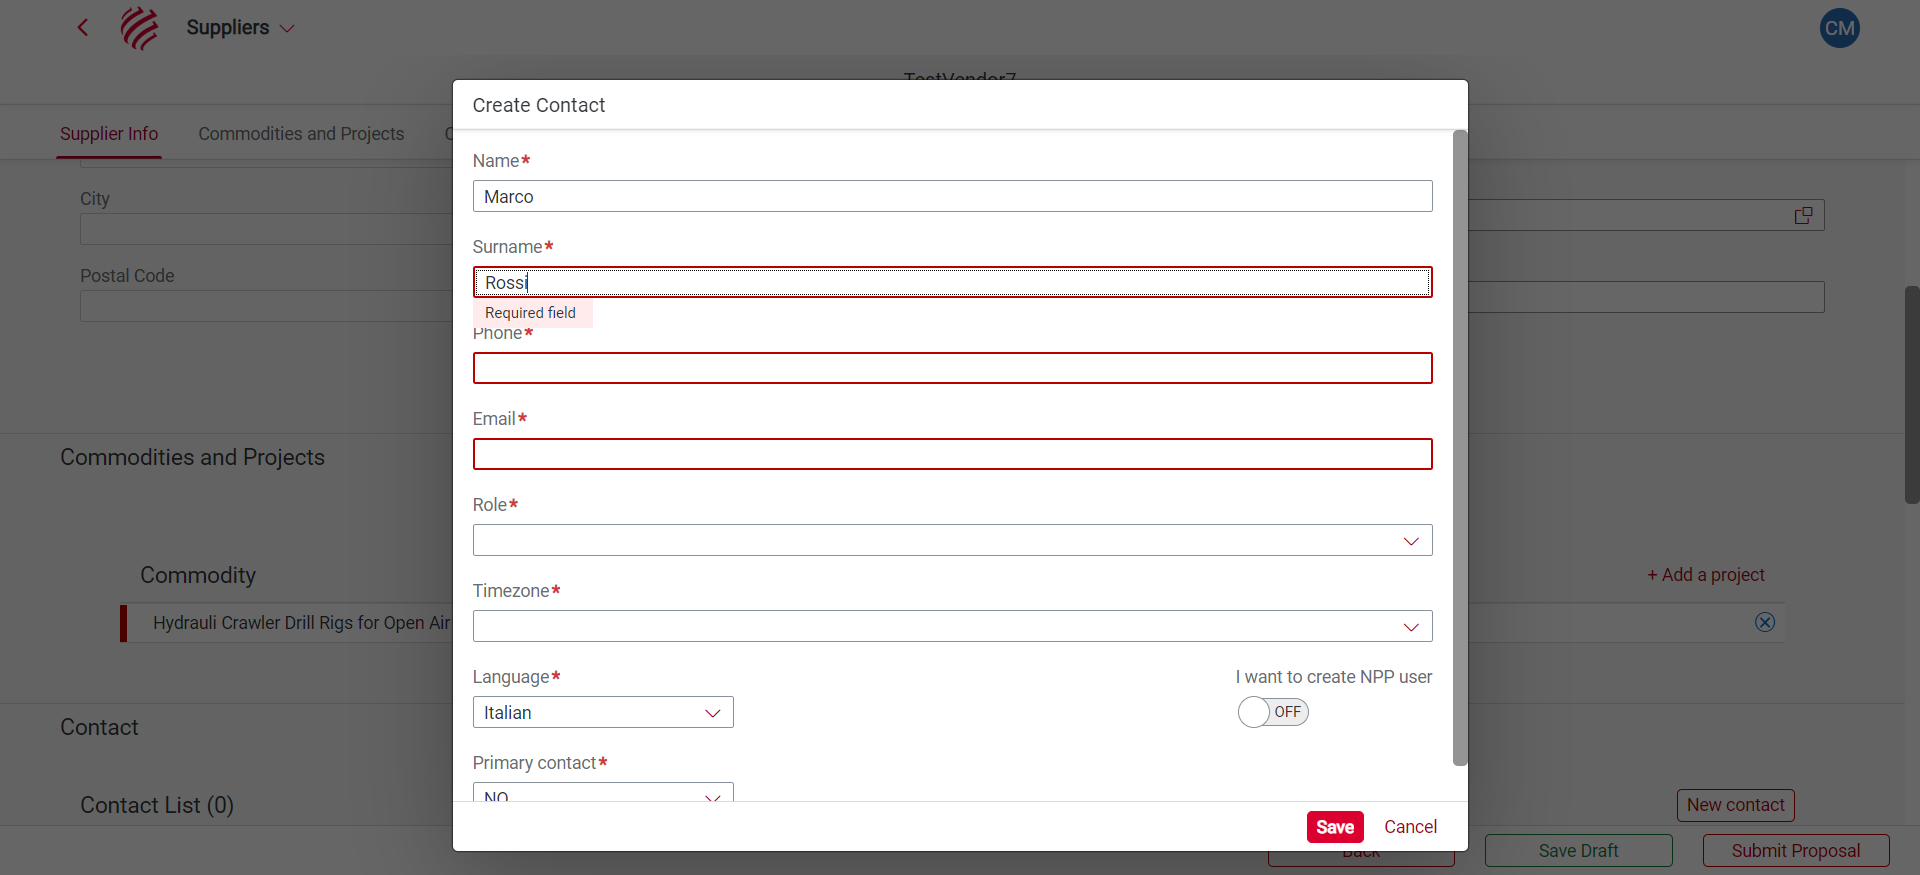 Suppliers
CM
TestVendor7
Create Contact
Supplier Info
Commodities and Projects
Name*
Marco
City
Surname*
Rossi
Required field
Postal Code
Phone*
Email*
Commodities and Projects
Role*
Commodity
+ Add a project
Timezone*
Hydrauli Crawler Drill Rigs for Open Air
Language*
I want to create NPP user
Italian
OFF
Contact
Primary contact*
NO
Contact List (0)
New contact
Save
Cancel
Back
Save Draft
Submit Proposal